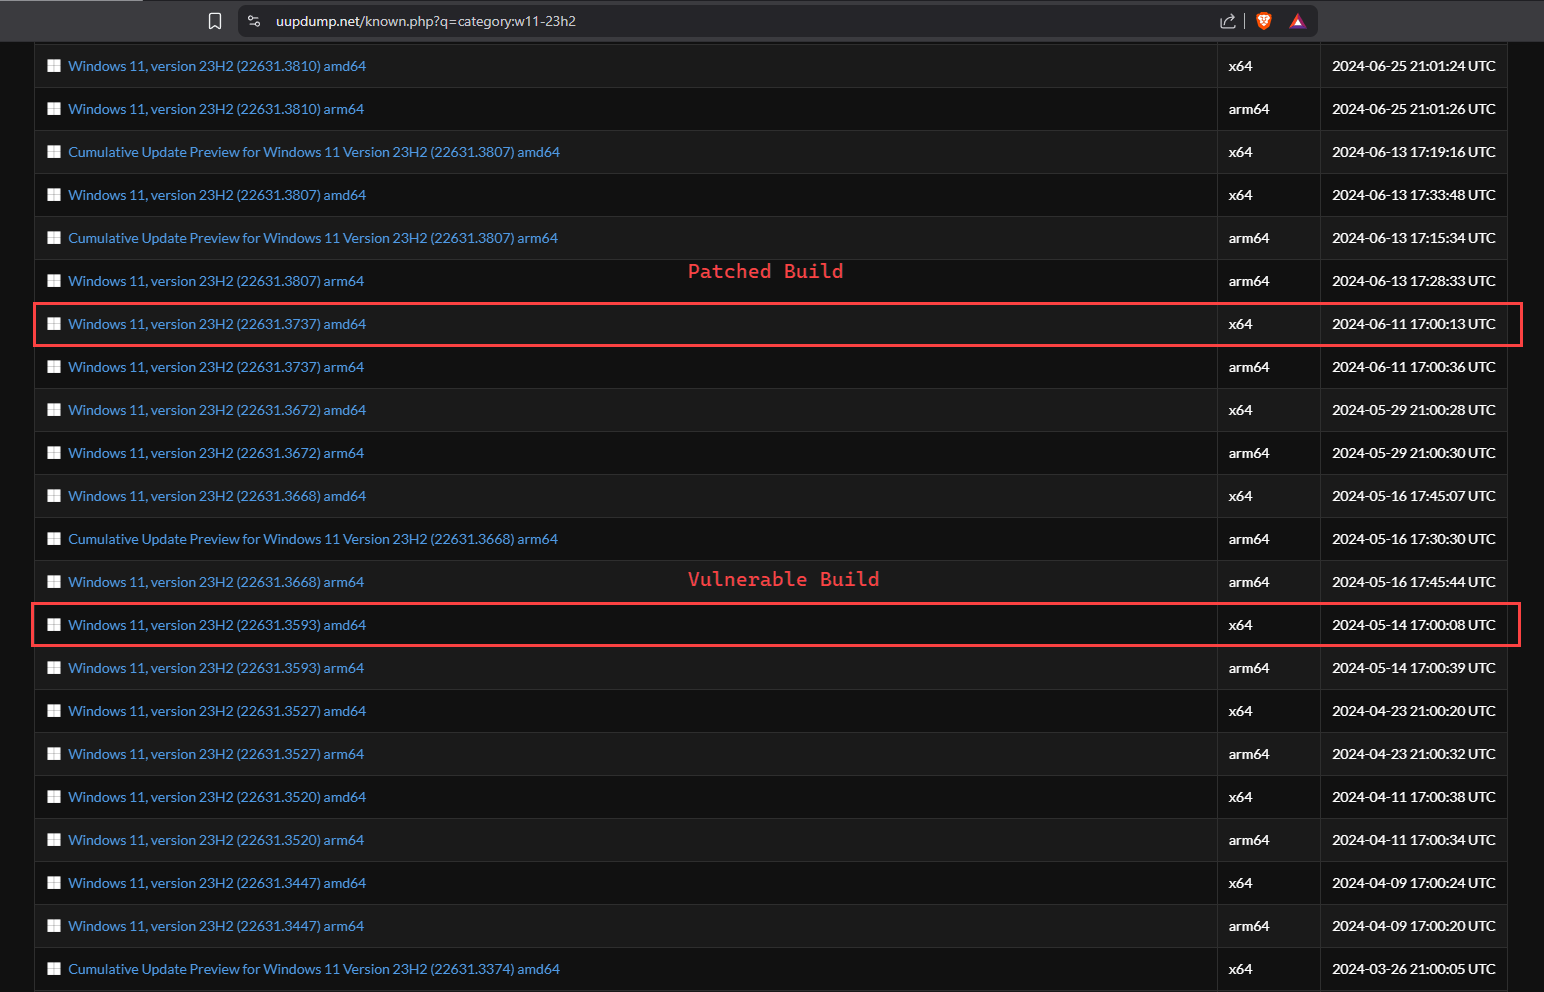 uupdump.net/known.php?q=category:w11-23h2
Windows 11, version 23H2 (22631.3810) amd64 x64 2024-06-25 21:01:24 UTC
Windows 11, version 23H2 (22631.3810) arm64 arm64 2024-06-25 21:01:26 UTC
Cumulative Update Preview for Windows 11 Version 23H2 (22631.3807) amd64 x64 2024-06-13 17:19:16 UTC
Windows 11, version 23H2 (22631.3807) amd64 x64 2024-06-13 17:33:48 UTC
Cumulative Update Preview for Windows 11 Version 23H2 (22631.3807) arm64 arm64 2024-06-13 17:15:34 UTC
Patched Build
Windows 11, version 23H2 (22631.3807) arm64 arm64 2024-06-13 17:28:33 UTC
Windows 11, version 23H2 (22631.3737) amd64 x64 2024-06-11 17:00:13 UTC
Windows 11, version 23H2 (22631.3737) arm64 arm64 2024-06-11 17:00:36 UTC
Windows 11, version 23H2 (22631.3672) amd64 x64 2024-05-29 21:00:28 UTC
Windows 11, version 23H2 (22631.3672) arm64 arm64 2024-05-29 21:00:30 UTC
Windows 11, version 23H2 (22631.3668) amd64 x64 2024-05-16 17:45:07 UTC
Cumulative Update Preview for Windows 11 Version 23H2 (22631.3668) arm64 arm64 2024-05-16 17:30:30 UTC
Windows 11, version 23H2 (22631.3668) arm64 Vulnerable Build arm64 2024-05-16 17:45:44 UTC
Windows 11, version 23H2 (22631.3593) amd64 x64 2024-05-14 17:00:08 UTC
Windows 11, version 23H2 (22631.3593) arm64 arm64 2024-05-14 17:00:39 UTC
Windows 11, version 23H2 (22631.3527) amd64 x64 2024-04-23 21:00:20 UTC
Windows 11, version 23H2 (22631.3527) arm64 arm64 2024-04-23 21:00:32 UTC
Windows 11, version 23H2 (22631.3520) amd64 x64 2024-04-11 17:00:38 UTC
Windows 11, version 23H2 (22631.3520) arm64 arm64 2024-04-11 17:00:34 UTC
Windows 11, version 23H2 (22631.3447) amd64 x64 2024-04-09 17:00:24 UTC
Windows 11, version 23H2 (22631.3447) arm64 arm64 2024-04-09 17:00:20 UTC
Cumulative Update Preview for Windows 11 Version 23H2 (22631.3374) amd64 x64 2024-03-26 21:00:05 UTC